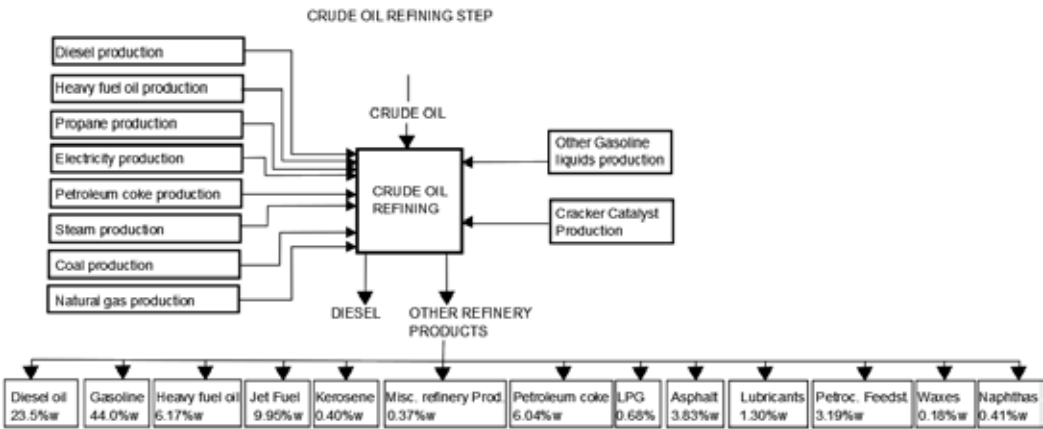 CRUDE OIL REFINING STEP
Diesel production
Heavy fuel oil production
Propane production
Electricity production
Petroleum coke production
Steam production
Coal production
Natural gas production
CRUDE OIL
CRUDE OIL
REFINING
Other Gasoline
liquids production
Cracker Catalyst
Production
DIESEL
OTHER REFINERY
PRODUCTS
Diesel oil
23.5%w
Gasoline
44.0%w
Heavy fuel oil
6.17%w
Jet Fuel
9.95%w
Kerosene
0.40%w
Misc. refinery Prod.
0.37%w
Petroleum coke
6.04%w
LPG
0.68%
Asphalt
3.83%w
Lubricants
1.30%w
Petroc. Feedst.
3.19%w
Waxes
0.18%w
Naphthas
0.41%w